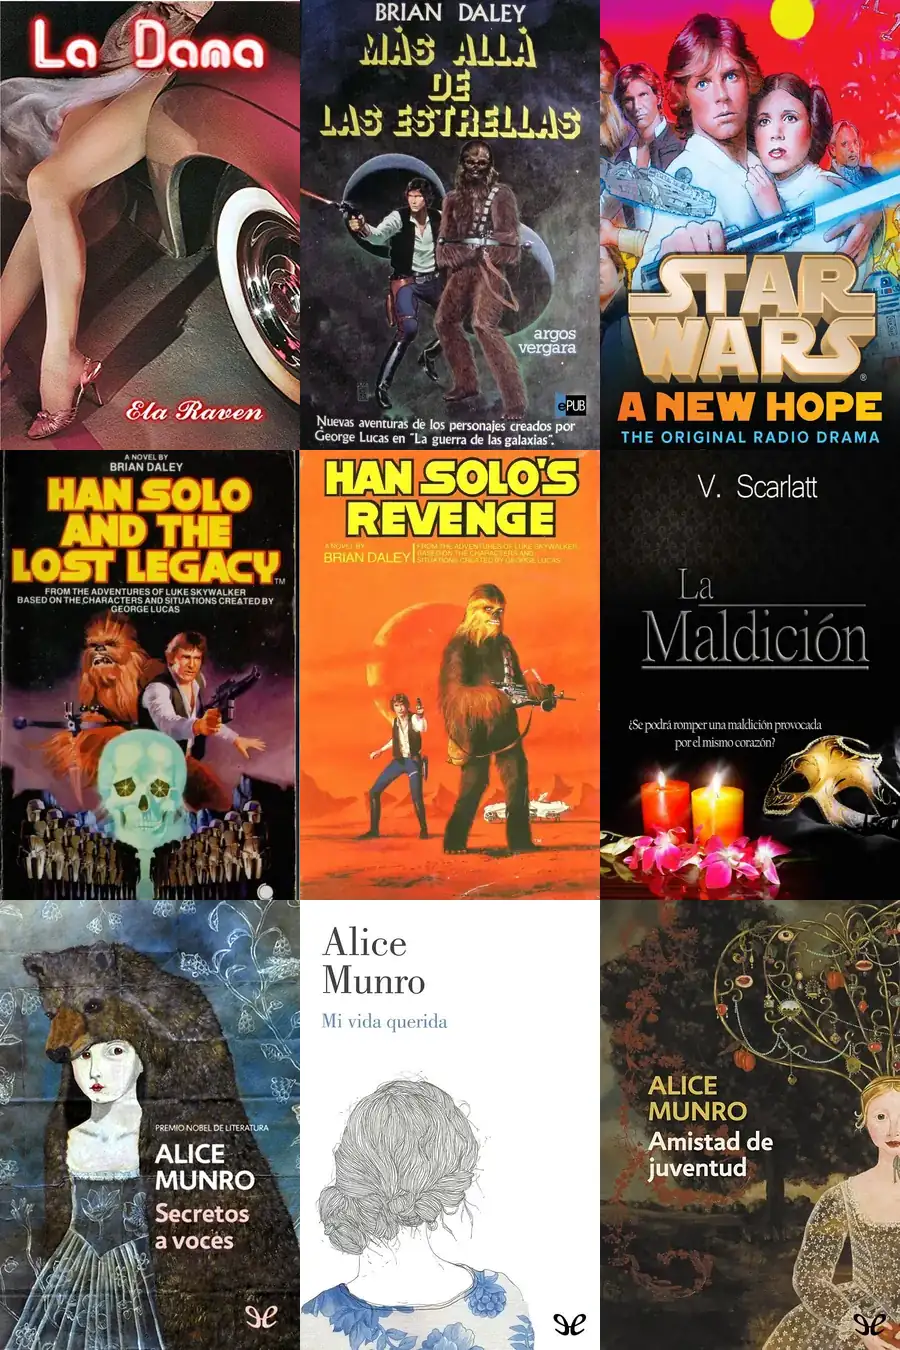 La Dama
Ela Raven
BRIAN DALEY
MÁS ALLÁ
DE
LAS ESTRELLAS
argos
vergara
ePUB
Nuevas aventuras de los personajes creados por
George Lucas en "La guerra de las galaxias".
STAR
WARS
®
A NEW HOPE
THE ORIGINAL RADIO DRAMA
A NOVEL BY
BRIAN DALEY
HAN SOLO
AND THE
LOST LEGACY
TM
FROM THE ADVENTURES OF LUKE SKYWALKER
BASED ON THE CHARACTERS AND SITUATIONS CREATED BY
GEORGE LUCAS
HAN SOLO'S
REVENGE
A NOVEL BY
BRIAN DALEY
FROM THE ADVENTURES OF LUKE SKYWALKER
BASED ON THE CHARACTERS AND
SITUATIONS CREATED BY GEORGE LUCAS
V. Scarlatt
La
Maldición
¿Se podrá romper una maldición provocada
por el mismo corazón?
PREMIO NOBEL DE LITERATURA
ALICE
MUNRO
Secretos
a voces
Alice
Munro
Mi vida querida
ALICE
MUNRO
Amistad de
juventud